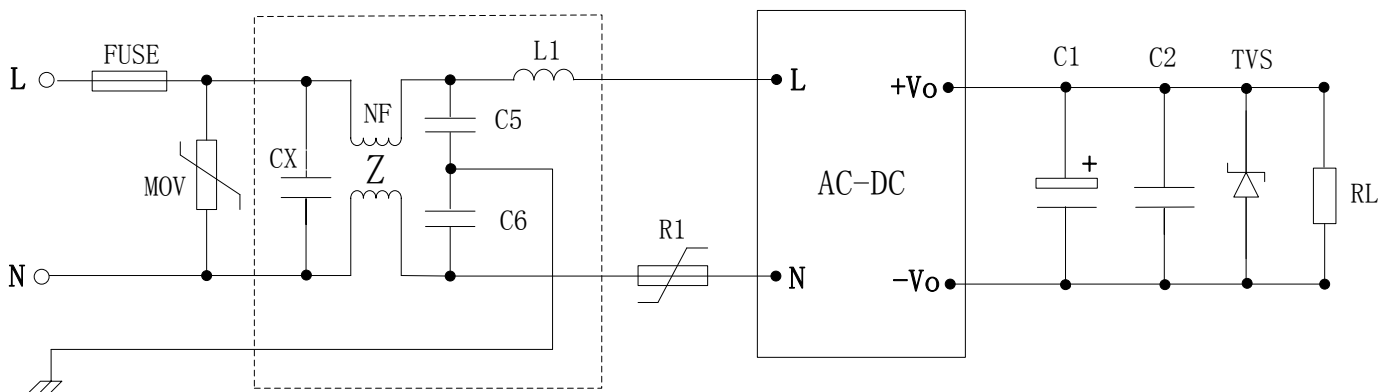 FUSE
L1
C1
C2
TVS
L
L
+Vo
NF
C5
CX
Z
MOV
AC-DC
+
RL
C6
R1
N
N
-Vo